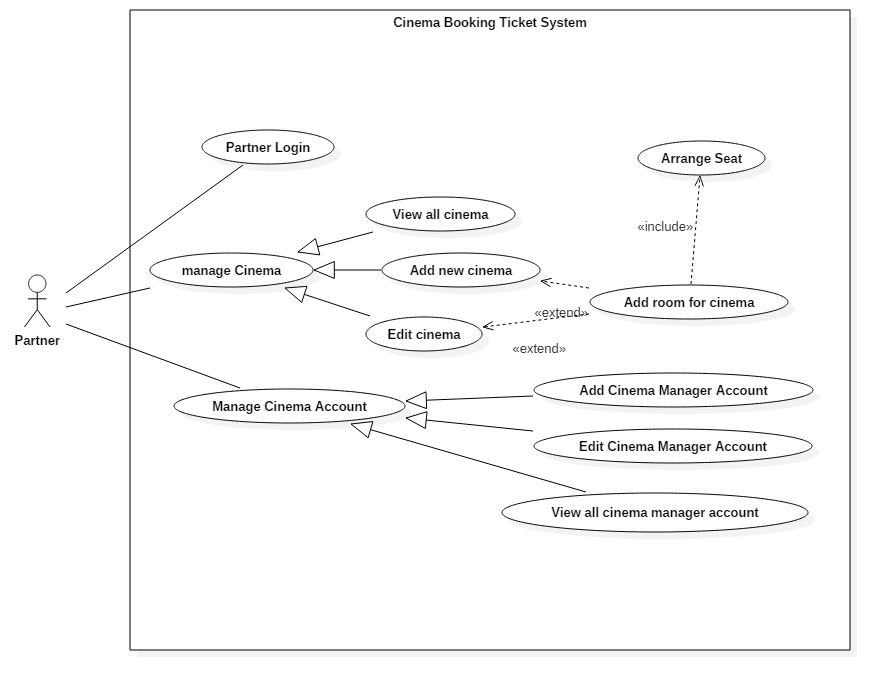 Cinema Booking Ticket System
Partner Login
Arrange Seat
View all cinema
«include»
manage Cinema
Add new cinema
Add room for cinema
«extend»
Edit cinema
Partner
«extend»
Add Cinema Manager Account
Manage Cinema Account
Edit Cinema Manager Account
View all cinema manager account